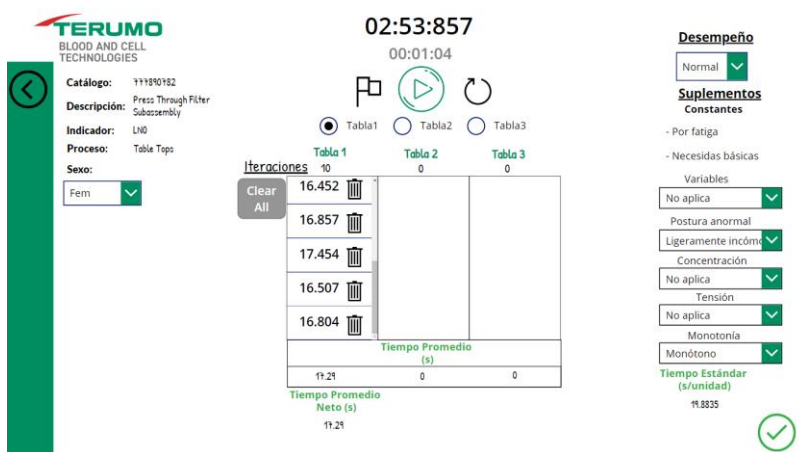 TERUMO
BLOOD AND CELL
TECHNOLOGIES
Catálogo: 777890782
Descripción: Press Through Filter
Subassembly
Indicador: LN0
Proceso: Table Tops
Sexo:
Fem
02:53:857
00:01:04
Tabla1 Tabla2 Tabla3
Tabla 1 Tabla 2 Tabla 3
Iteraciones 10 0 0
Clear
All
16.452
16.857
17.454
16.507
16.804
Tiempo Promedio
(s)
17.29 0 0
Tiempo Promedio
Neto (s)
17.29
Desempeño
Normal
Suplementos
Constantes
- Por fatiga
- Necesidas básicas
Variables
No aplica
Postura anormal
Ligeramente incómo
Concentración
No aplica
Tensión
No aplica
Monotonía
Monótono
Tiempo Estándar
(s/unidad)
19.8835